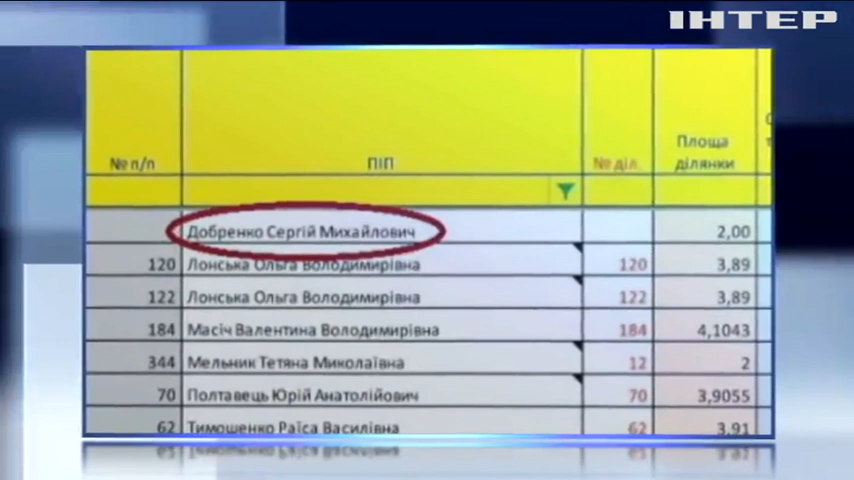 ІНТЕР
№ п/п ПІП № діл. Площа ділянки
Добренко Сергій Михайлович 2,00
120 Лонська Ольга Володимирівна 120 3,89
122 Лонська Ольга Володимирівна 122 3,89
184 Масіч Валентина Володимирівна 184 4,1043
344 Мельник Тетяна Миколаївна 12 2
70 Полтавець Юрій Анатолійович 70 3,9055
62 Тимошенко Раїса Василівна 62 3,91